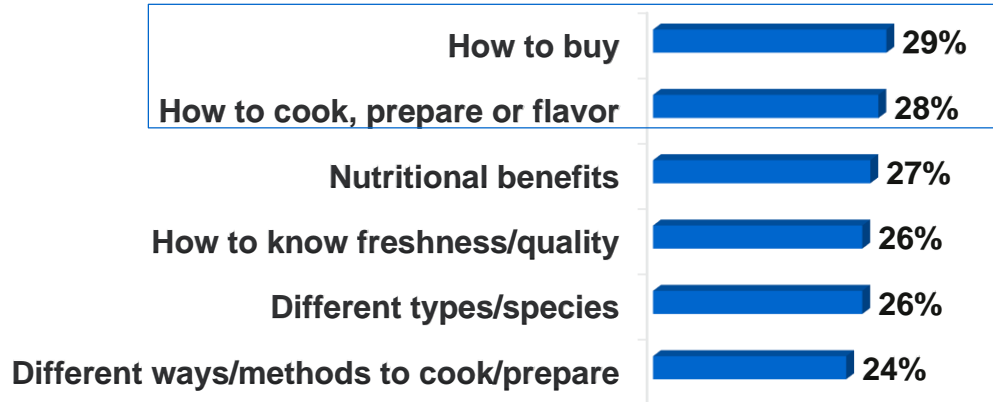 How to buy 29%
How to cook, prepare or flavor 28%
Nutritional benefits 27%
How to know freshness/quality 26%
Different types/species 26%
Different ways/methods to cook/prepare 24%